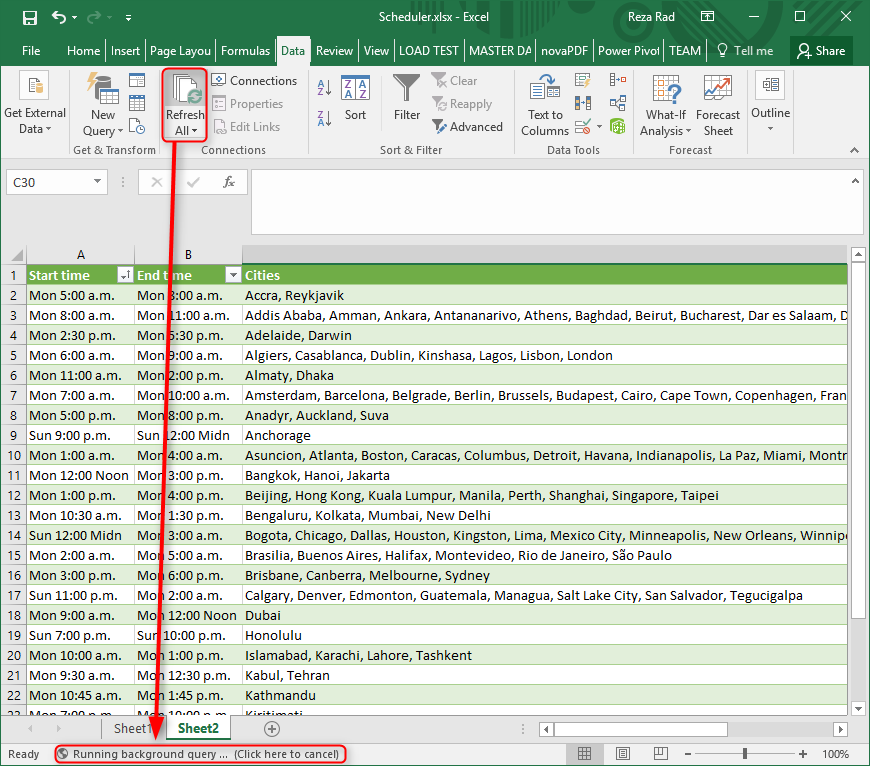 Scheduler.xlsx - Excel
Reza Rad
File Home Insert Page Layou Formulas Data Review View LOAD TEST MASTER DA novaPDF Power Pivot TEAM Tell me Share
Get External Data
New Query
Get & Transform
Refresh All
Connections
Properties
Edit Links
Connections
Sort
Filter
Clear
Reapply
Advanced
Sort & Filter
Text to Columns
Data Tools
What-If Analysis
Forecast Sheet
Forecast
Outline
C30 fx
A B
1 Start time End time Cities
2 Mon 5:00 a.m. Mon 8:00 a.m. Accra, Reykjavik
3 Mon 8:00 a.m. Mon 11:00 a.m. Addis Ababa, Amman, Ankara, Antananarivo, Athens, Baghdad, Beirut, Bucharest, Dar es Salaam, D
4 Mon 2:30 p.m. Mon 5:30 p.m. Adelaide, Darwin
5 Mon 6:00 a.m. Mon 9:00 a.m. Algiers, Casablanca, Dublin, Kinshasa, Lagos, Lisbon, London
6 Mon 11:00 a.m. Mon 2:00 p.m. Almaty, Dhaka
7 Mon 7:00 a.m. Mon 10:00 a.m. Amsterdam, Barcelona, Belgrade, Berlin, Brussels, Budapest, Cairo, Cape Town, Copenhagen, Fran
8 Mon 5:00 p.m. Mon 8:00 p.m. Anadyr, Auckland, Suva
9 Sun 9:00 p.m. Sun 12:00 Midn Anchorage
10 Mon 1:00 a.m. Mon 4:00 a.m. Asuncion, Atlanta, Boston, Caracas, Columbus, Detroit, Havana, Indianapolis, La Paz, Miami, Montr
11 Mon 12:00 Noon Mon 3:00 p.m. Bangkok, Hanoi, Jakarta
12 Mon 1:00 p.m. Mon 4:00 p.m. Beijing, Hong Kong, Kuala Lumpur, Manila, Perth, Shanghai, Singapore, Taipei
13 Mon 10:30 a.m. Mon 1:30 p.m. Bengaluru, Kolkata, Mumbai, New Delhi
14 Sun 12:00 Midn Mon 3:00 a.m. Bogota, Chicago, Dallas, Houston, Kingston, Lima, Mexico City, Minneapolis, New Orleans, Winnipe
15 Mon 2:00 a.m. Mon 5:00 a.m. Brasilia, Buenos Aires, Halifax, Montevideo, Rio de Janeiro, São Paulo
16 Mon 3:00 p.m. Mon 6:00 p.m. Brisbane, Canberra, Melbourne, Sydney
17 Sun 11:00 p.m. Mon 2:00 a.m. Calgary, Denver, Edmonton, Guatemala, Managua, Salt Lake City, San Salvador, Tegucigalpa
18 Mon 9:00 a.m. Mon 12:00 Noon Dubai
19 Sun 7:00 p.m. Sun 10:00 p.m. Honolulu
20 Mon 10:00 a.m. Mon 1:00 p.m. Islamabad, Karachi, Lahore, Tashkent
21 Mon 9:30 a.m. Mon 12:30 p.m. Kabul, Tehran
22 Mon 10:45 a.m. Mon 1:45 p.m. Kathmandu
23 Mon 7:00 p.m. Mon 10:00 p.m. Kiritimati
Sheet1 Sheet2
Ready Running background query ... (Click here to cancel) 100%